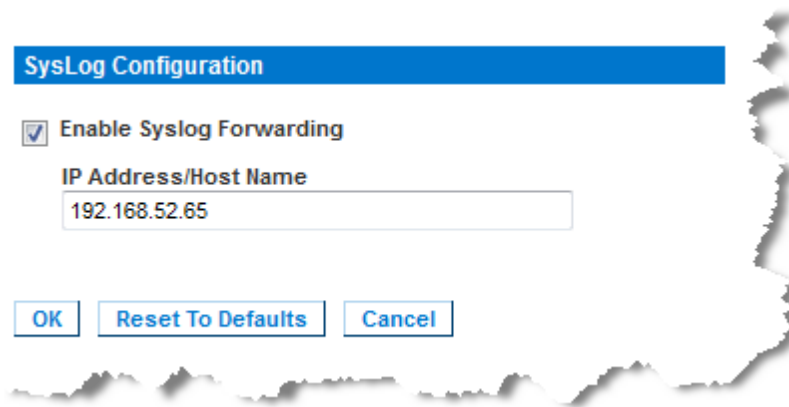 SysLog Configuration
Enable Syslog Forwarding
IP Address/Host Name
192.168.52.65
OK Reset To Defaults Cancel